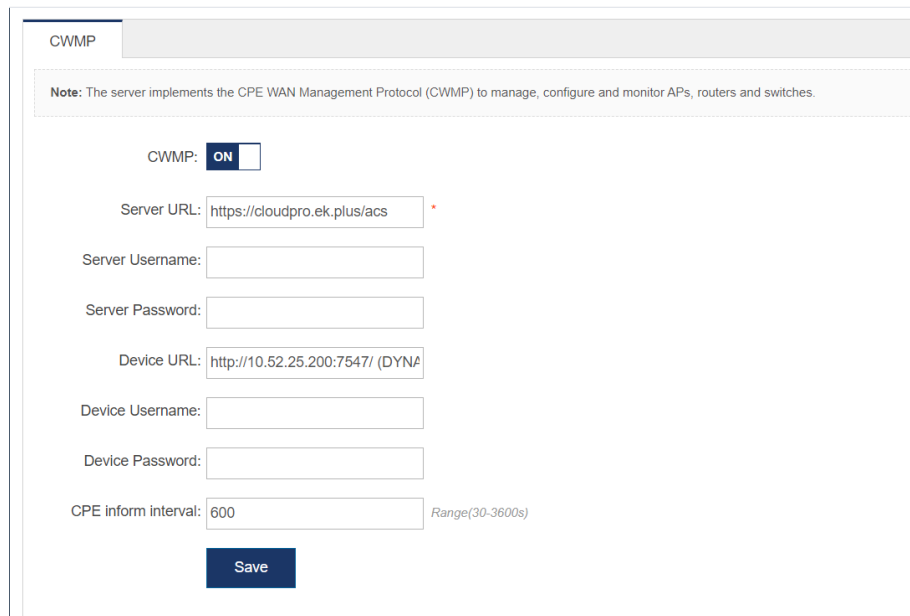 CWMP
Note: The server implements the CPE WAN Management Protocol (CWMP) to manage, configure and monitor APs, routers and switches.
CWMP: ON
Server URL: https://cloudpro.ek.plus/acs *
Server Username:
Server Password:
Device URL: http://10.52.25.200:7547/ (DYNA
Device Username:
Device Password:
CPE inform interval: 600 Range(30-3600s)
Save